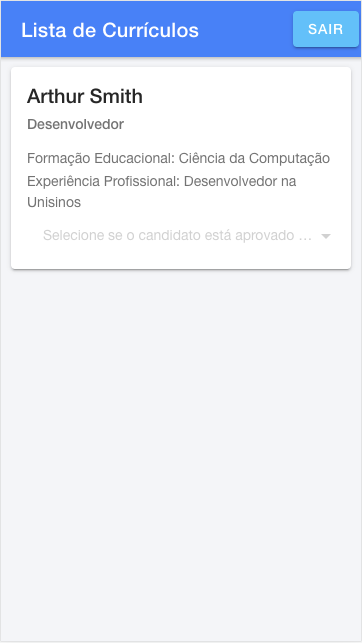 Lista de Currículos
SAIR
Arthur Smith
Desenvolvedor
Formação Educacional: Ciência da Computação
Experiência Profissional: Desenvolvedor na
Unisinos
Selecione se o candidato está aprovado ...